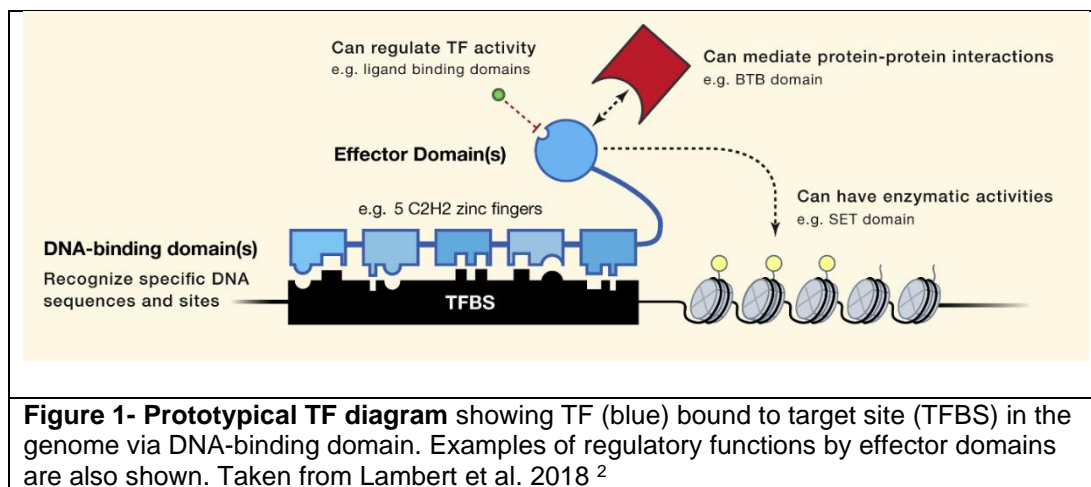 Can regulate TF activity
e.g. ligand binding domains
Can mediate protein-protein interactions
e.g. BTB domain
Effector Domain(s)
Can have enzymatic activities
e.g. SET domain
e.g. 5 C2H2 zinc fingers
DNA-binding domain(s)
Recognize specific DNA
sequences and sites
TFBS
Figure 1- Prototypical TF diagram showing TF (blue) bound to target site (TFBS) in the
genome via DNA-binding domain. Examples of regulatory functions by effector domains
are also shown. Taken from Lambert et al. 2018 ²